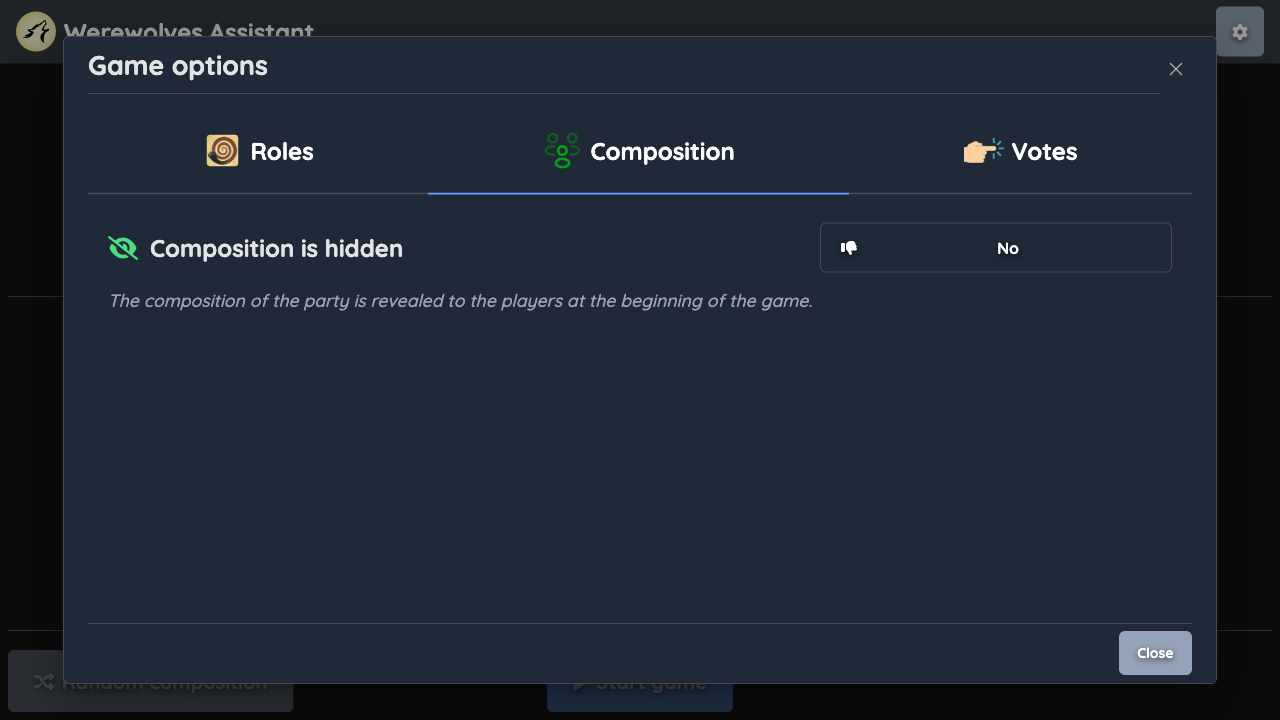 Werewolves Assistant
Game options
Roles
Composition
Votes
Composition is hidden
No
The composition of the party is revealed to the players at the beginning of the game.
Close
Random Composition
Start game